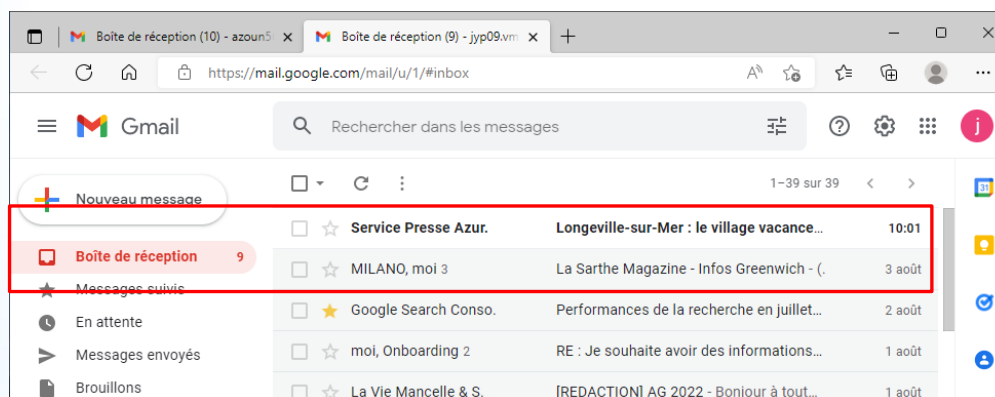 Boîte de réception (10) - azoun5
Boîte de réception (9) - jyp09.vm
https://mail.google.com/mail/u/1/#inbox
Gmail
Rechercher dans les messages
j
1–39 sur 39
31
Nouveau message
Service Presse Azur. Longeville-sur-Mer : le village vacance... 10:01
Boîte de réception 9
MILANO, moi 3 La Sarthe Magazine - Infos Greenwich - (. 3 août
Messages suivis
Google Search Conso. Performances de la recherche en juillet... 2 août
En attente
moi, Onboarding 2 RE : Je souhaite avoir des informations... 1 août
Messages envoyés
Brouillons
La Vie Mancelle & S. [REDACTION] AG 2022 - Bonjour à tout... 1 août